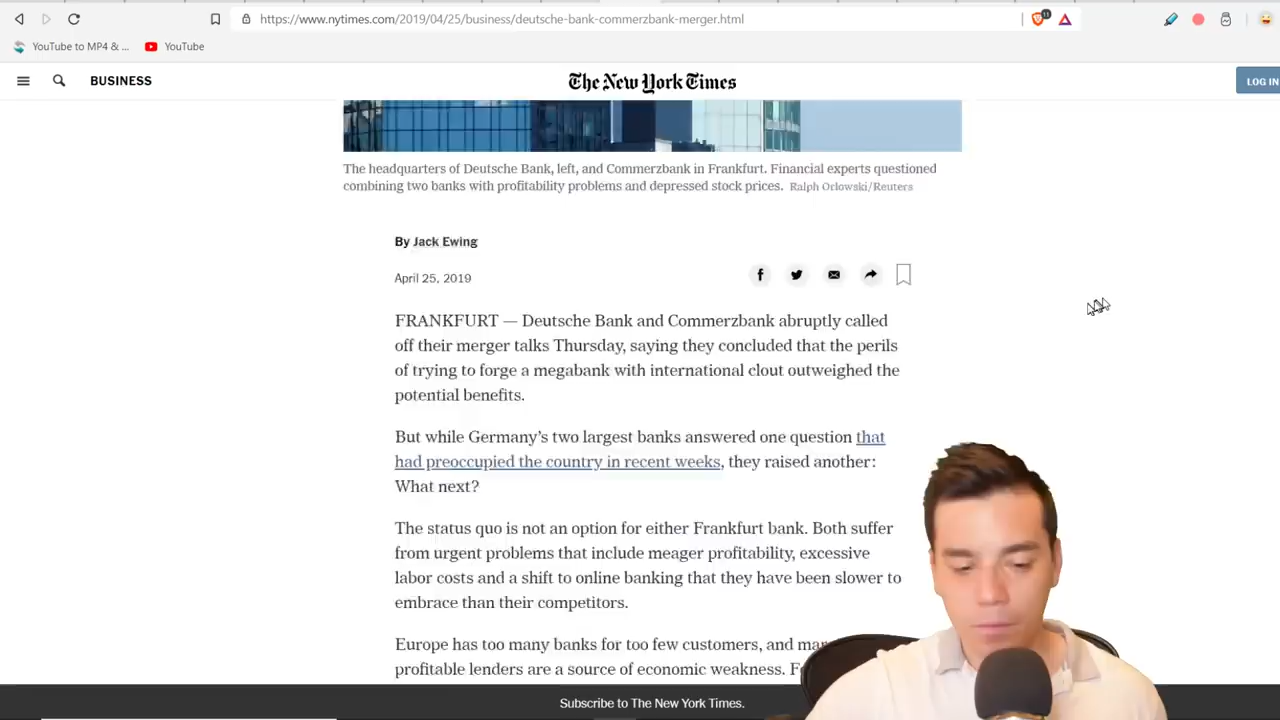 https://www.nytimes.com/2019/04/25/business/deutsche-bank-commerzbank-merger.html
11
YouTube to MP4 & ...
YouTube
BUSINESS
The New York Times
LOG IN
The headquarters of Deutsche Bank, left, and Commerzbank in Frankfurt. Financial experts questioned
combining two banks with profitability problems and depressed stock prices. Ralph Orlowski/Reuters
By Jack Ewing
April 25, 2019
FRANKFURT — Deutsche Bank and Commerzbank abruptly called
off their merger talks Thursday, saying they concluded that the perils
of trying to forge a megabank with international clout outweighed the
potential benefits.
But while Germany’s two largest banks answered one question that
had preoccupied the country in recent weeks, they raised another:
What next?
The status quo is not an option for either Frankfurt bank. Both suffer
from urgent problems that include meager profitability, excessive
labor costs and a shift to online banking that they have been slower to
embrace than their competitors.
Europe has too many banks for too few customers, and
profitable lenders are a source of economic weakness.
Subscribe to The New York Times.